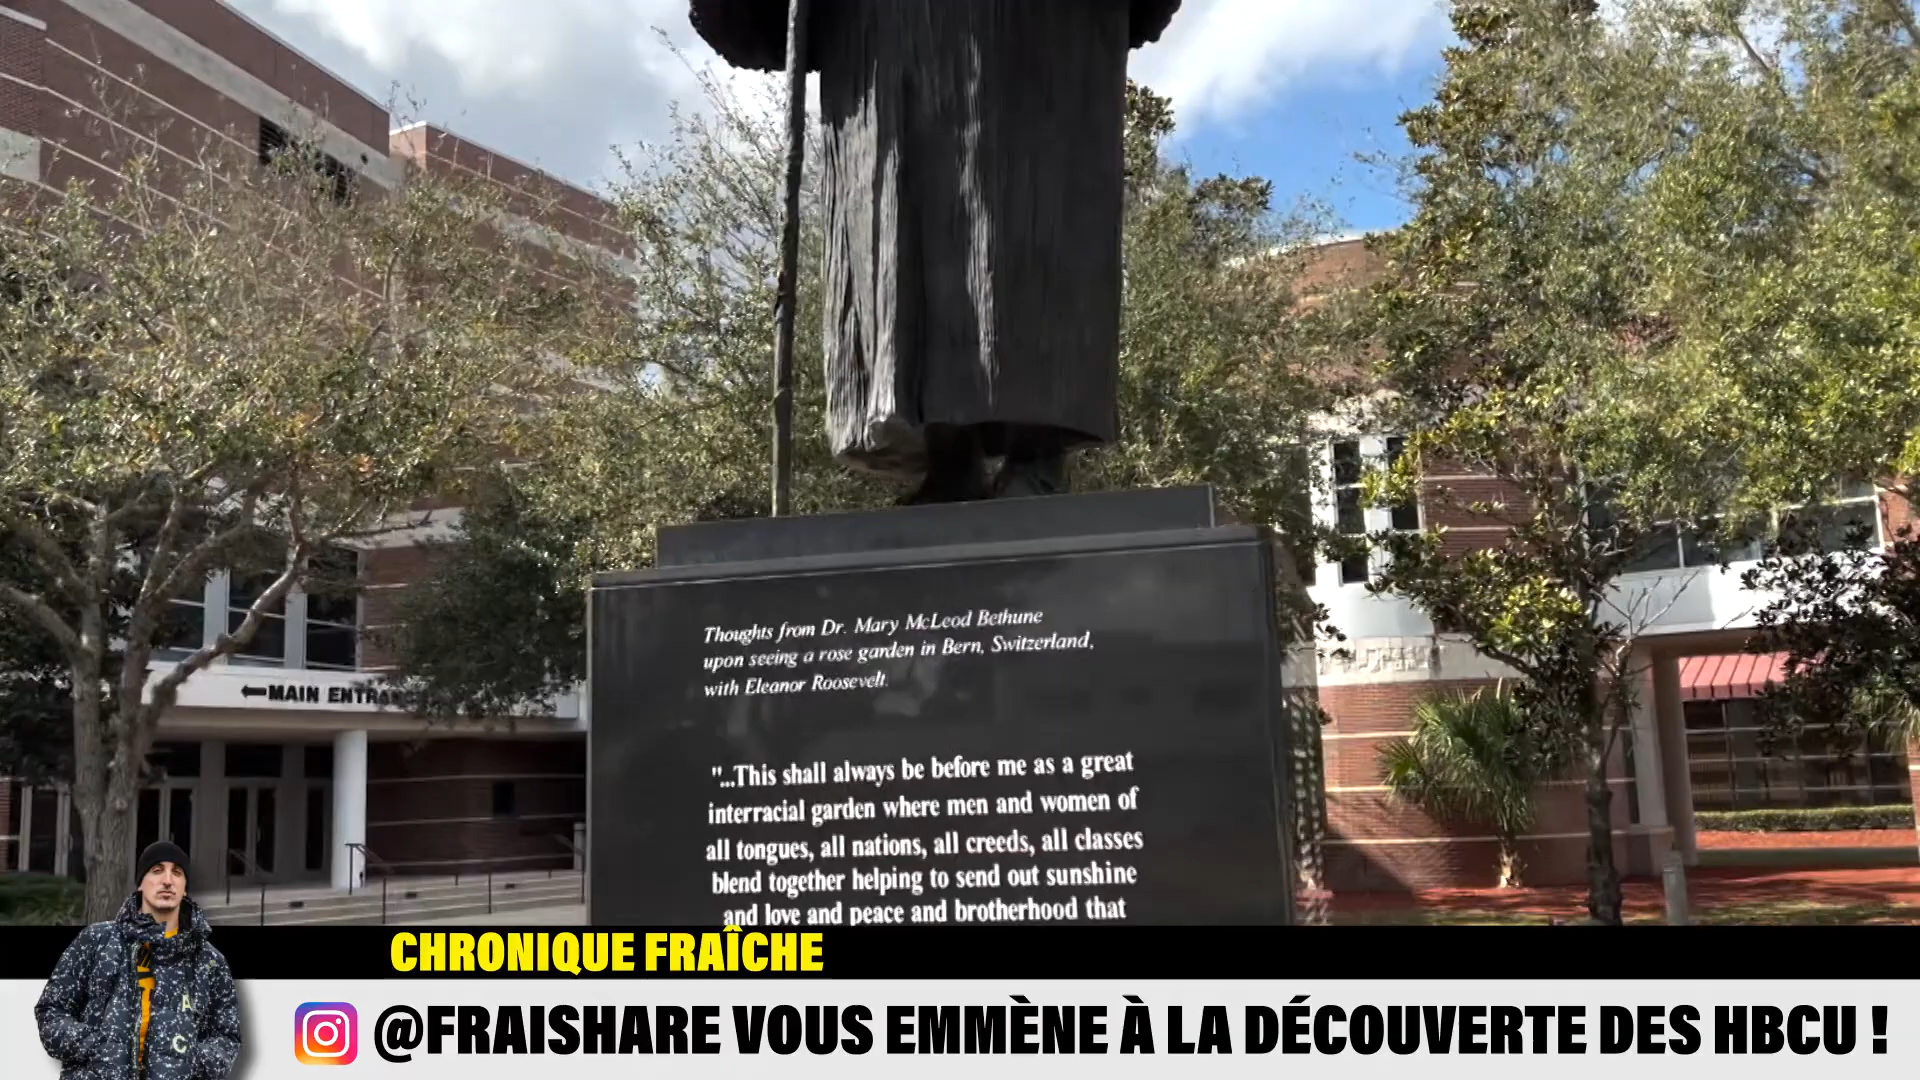 ←MAIN ENTRANC
Thoughts from Dr. Mary McLeod Bethune
upon seeing a rose garden in Bern, Switzerland,
with Eleanor Roosevelt.
"...This shall always be before me as a great
interracial garden where men and women of
all tongues, all nations, all creeds, all classes
blend together helping to send out sunshine
and love and peace and brotherhood that
CHRONIQUE FRAÎCHE
@FRAISHARE VOUS EMMÈNE À LA DÉCOUVERTE DES HBCU !
A
C